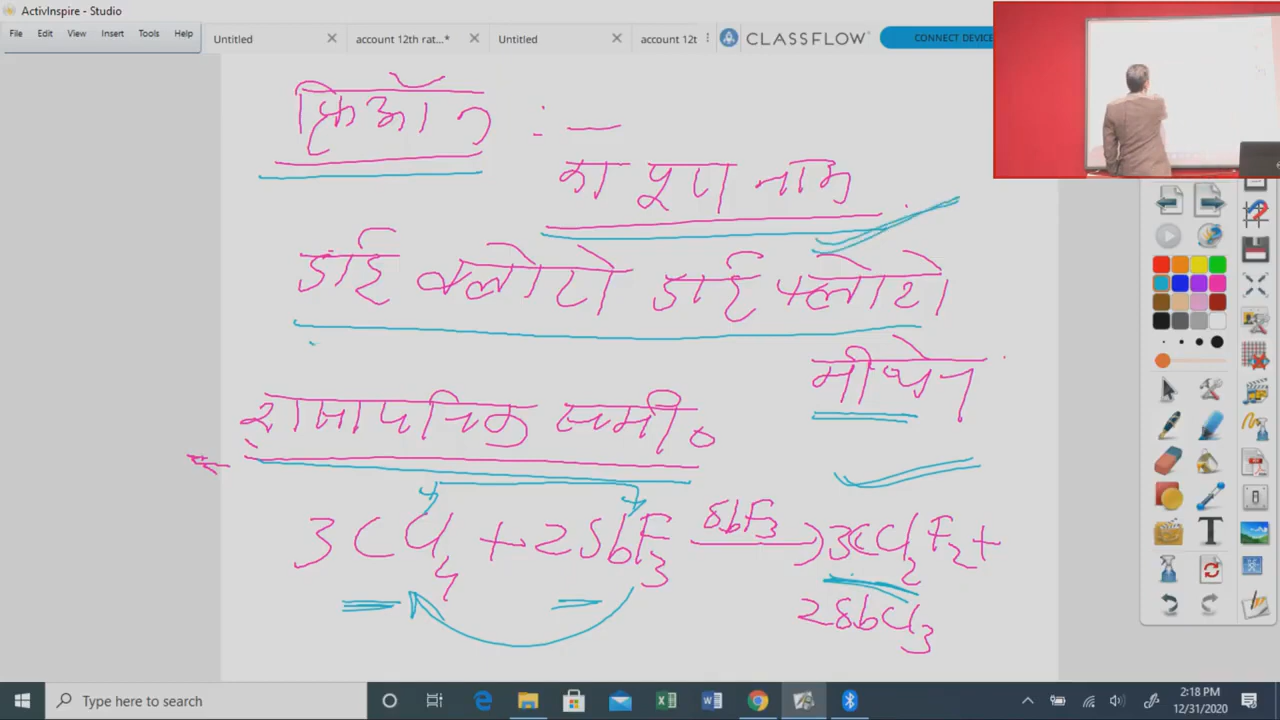 ActivInspire - Studio
File Edit View Insert Tools Help
Untitled
account 12th rat...*
Untitled
account 12t
CLASSFLOW
CONNECT DEVICE
फ्रिऑन :-
का पूर्ण नाम
डाई क्लोरो डाई फ्लोरो
मीथेन
रासायनिक समी०
3CCl4 + 2SbF3 SbF3→ 3CCl2F2 +
2SbCl3
Type here to search
2:18 PM
12/31/2020